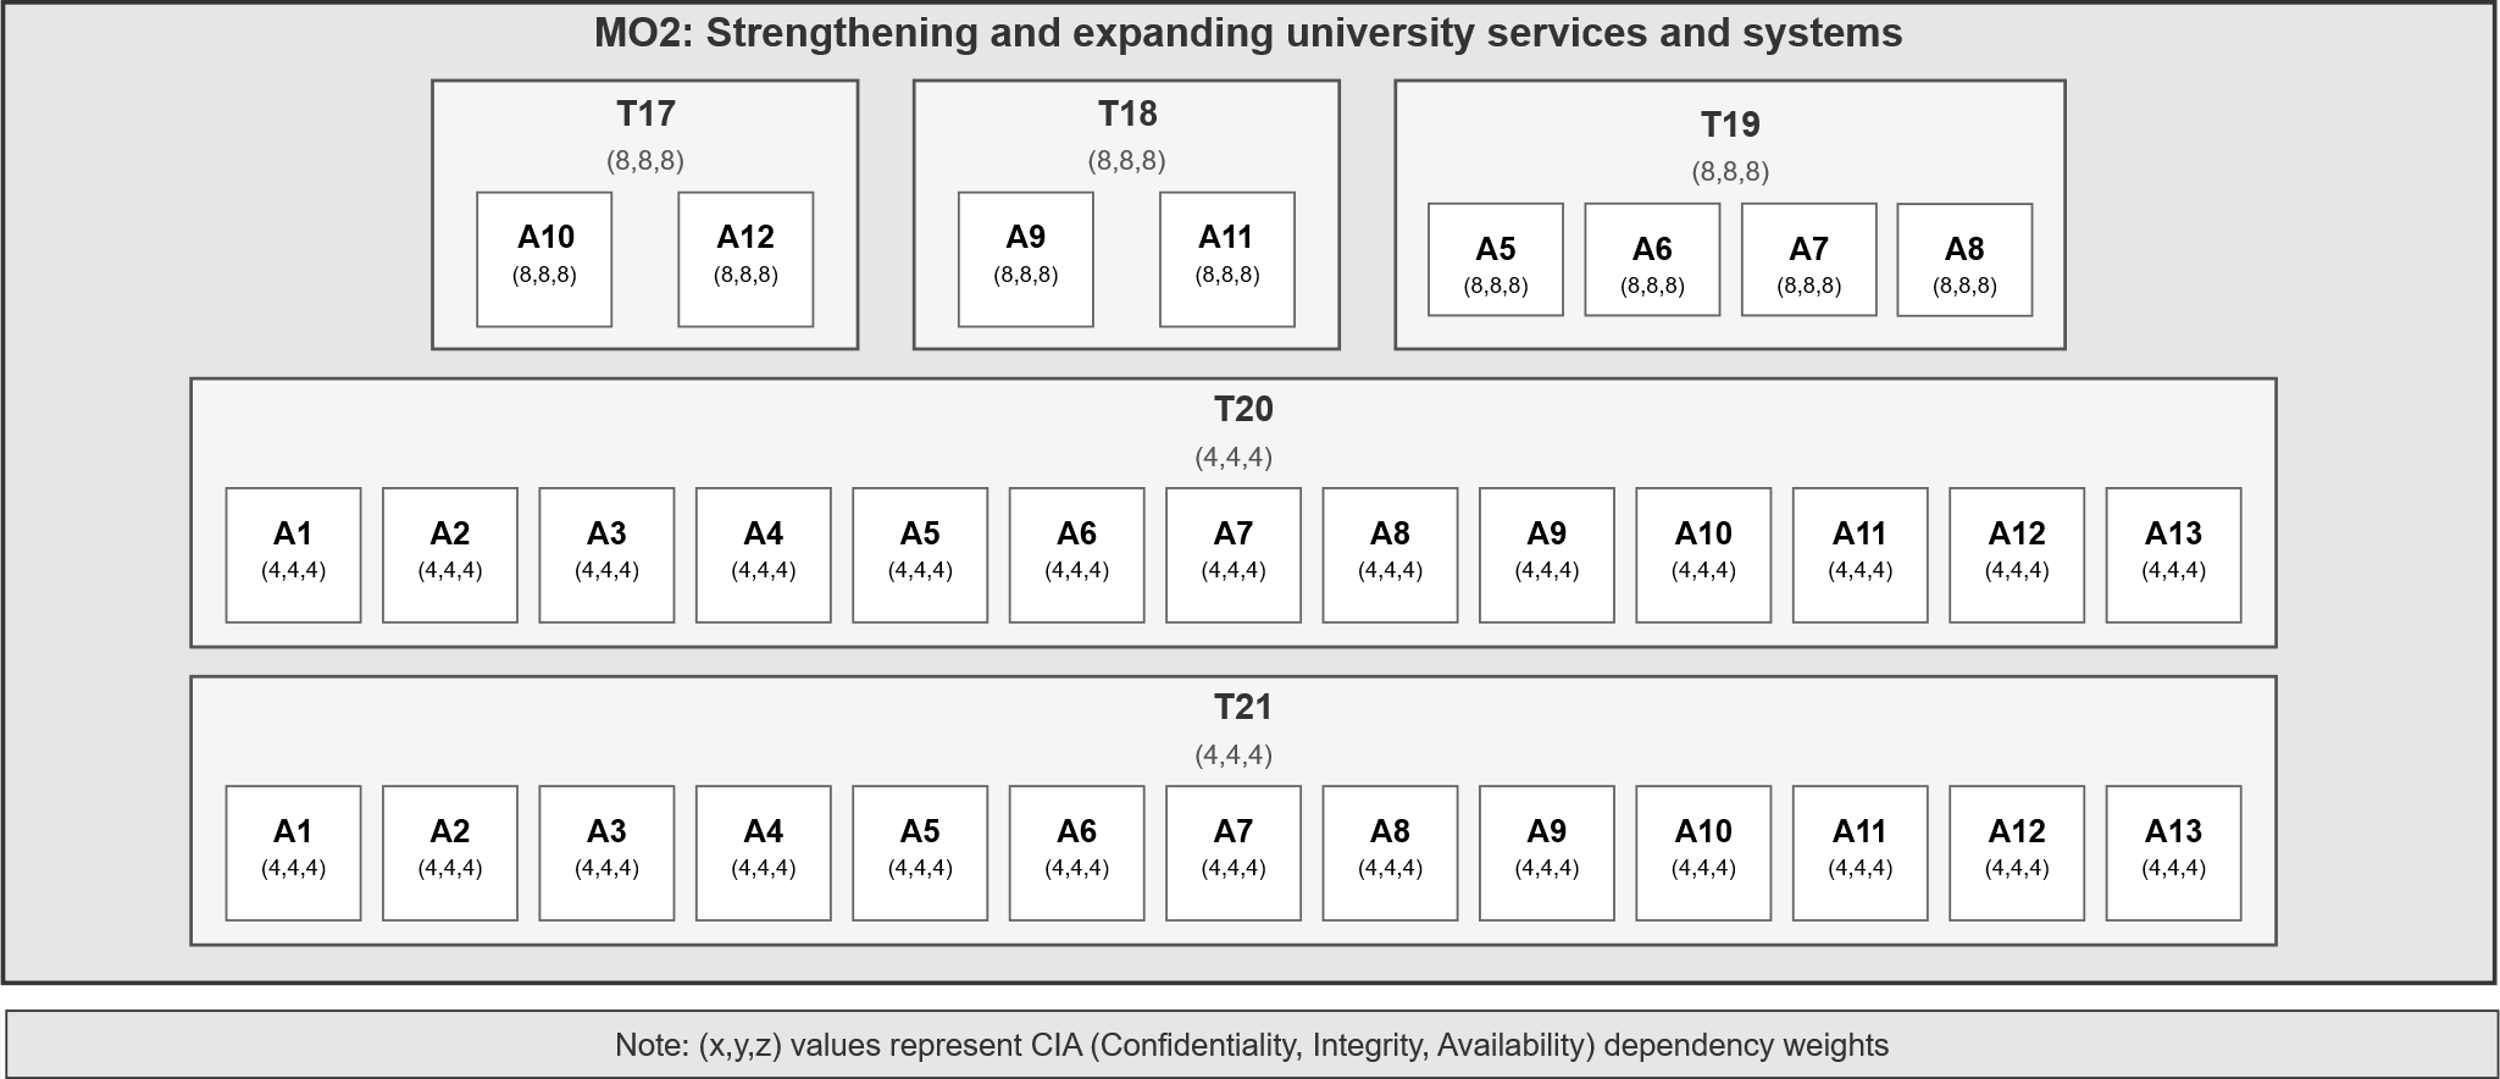 MO2: Strengthening and expanding university services and systems
T17
(8,8,8)
A10
(8,8,8)
A12
(8,8,8)
T18
(8,8,8)
A9
(8,8,8)
A11
(8,8,8)
T19
(8,8,8)
A5
(8,8,8)
A6
(8,8,8)
A7
(8,8,8)
A8
(8,8,8)
T20
(4,4,4)
A1
(4,4,4)
A2
(4,4,4)
A3
(4,4,4)
A4
(4,4,4)
A5
(4,4,4)
A6
(4,4,4)
A7
(4,4,4)
A8
(4,4,4)
A9
(4,4,4)
A10
(4,4,4)
A11
(4,4,4)
A12
(4,4,4)
A13
(4,4,4)
T21
(4,4,4)
A1
(4,4,4)
A2
(4,4,4)
A3
(4,4,4)
A4
(4,4,4)
A5
(4,4,4)
A6
(4,4,4)
A7
(4,4,4)
A8
(4,4,4)
A9
(4,4,4)
A10
(4,4,4)
A11
(4,4,4)
A12
(4,4,4)
A13
(4,4,4)
Note: (x,y,z) values represent CIA (Confidentiality, Integrity, Availability) dependency weights